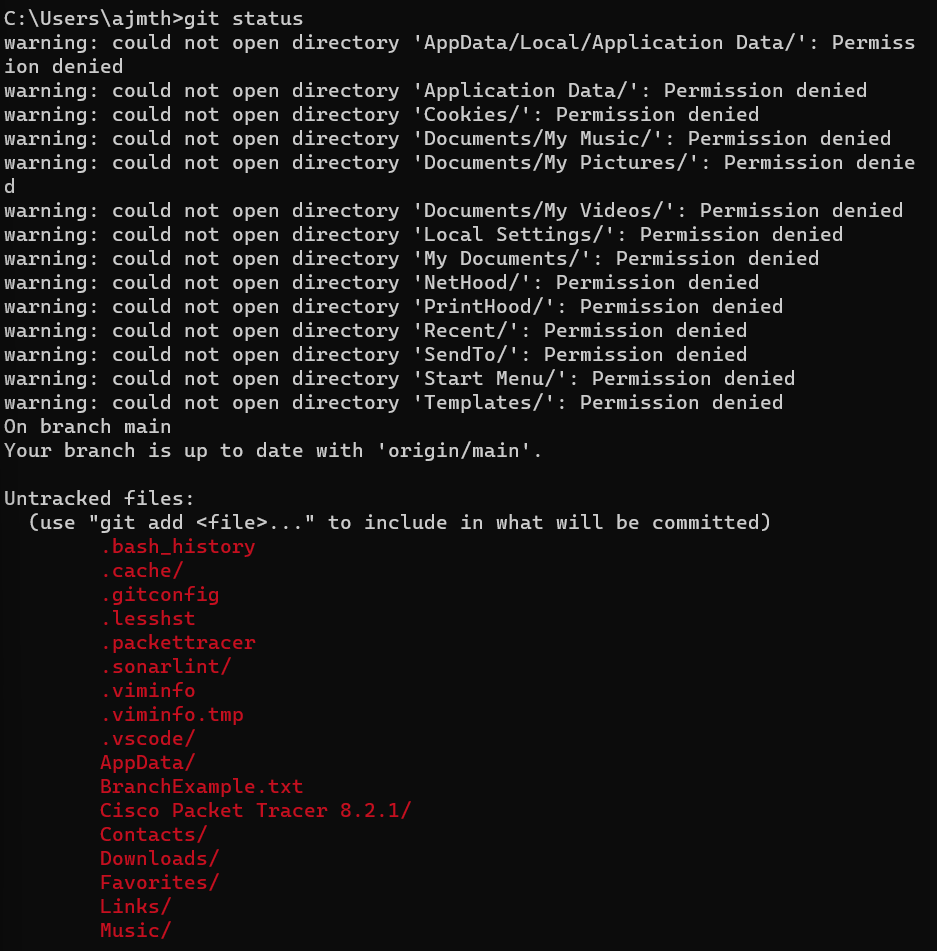 C:\Users\ajmth>git status
warning: could not open directory 'AppData/Local/Application Data/': Permiss
ion denied
warning: could not open directory 'Application Data/': Permission denied
warning: could not open directory 'Cookies/': Permission denied
warning: could not open directory 'Documents/My Music/': Permission denied
warning: could not open directory 'Documents/My Pictures/': Permission denie
d
warning: could not open directory 'Documents/My Videos/': Permission denied
warning: could not open directory 'Local Settings/': Permission denied
warning: could not open directory 'My Documents/': Permission denied
warning: could not open directory 'NetHood/': Permission denied
warning: could not open directory 'PrintHood/': Permission denied
warning: could not open directory 'Recent/': Permission denied
warning: could not open directory 'SendTo/': Permission denied
warning: could not open directory 'Start Menu/': Permission denied
warning: could not open directory 'Templates/': Permission denied
On branch main
Your branch is up to date with 'origin/main'.

Untracked files:
  (use "git add <file>..." to include in what will be committed)
        .bash_history
        .cache/
        .gitconfig
        .lesshst
        .packettracer
        .sonarlint/
        .viminfo
        .viminfo.tmp
        .vscode/
        AppData/
        BranchExample.txt
        Cisco Packet Tracer 8.2.1/
        Contacts/
        Downloads/
        Favorites/
        Links/
        Music/